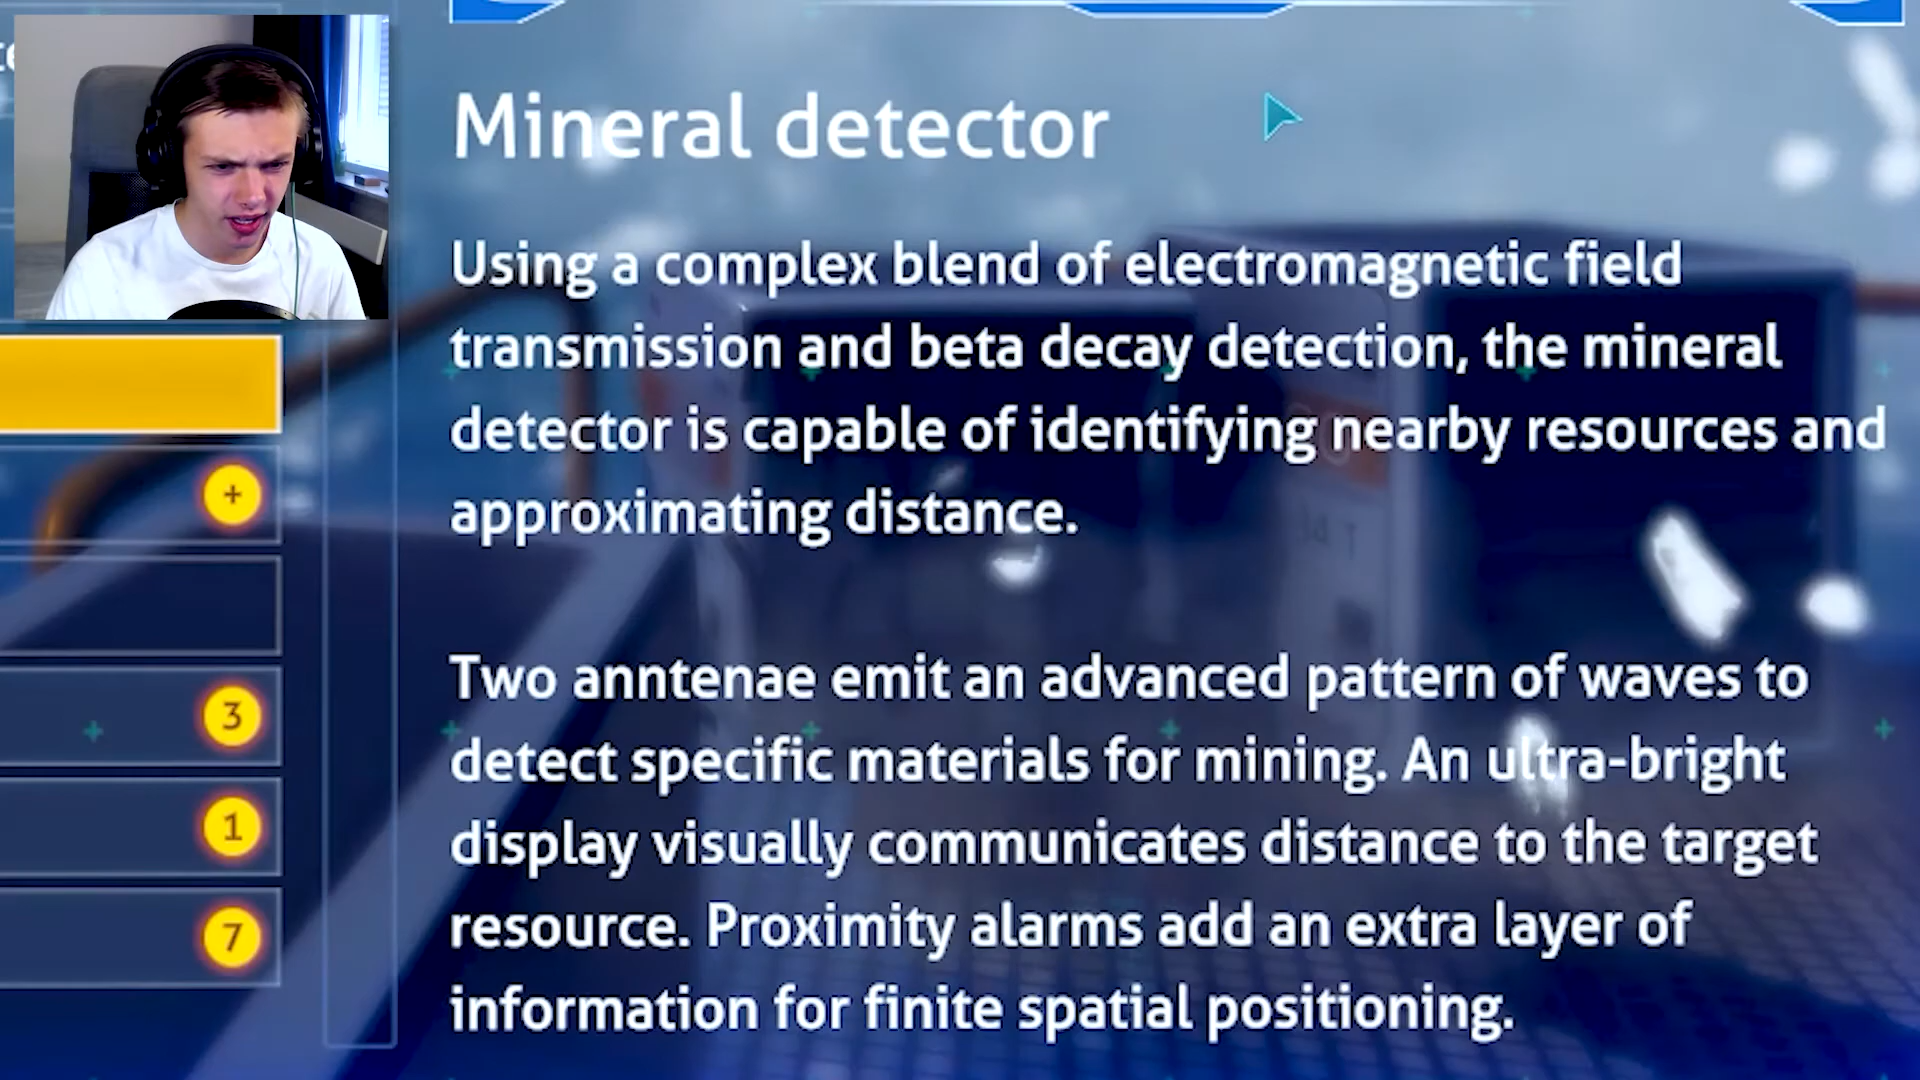 Mineral detector
Using a complex blend of electromagnetic field
transmission and beta decay detection, the mineral
detector is capable of identifying nearby resources and
approximating distance.
Two anntenae emit an advanced pattern of waves to
detect specific materials for mining. An ultra-bright
display visually communicates distance to the target
resource. Proximity alarms add an extra layer of
information for finite spatial positioning.
+
3
1
7